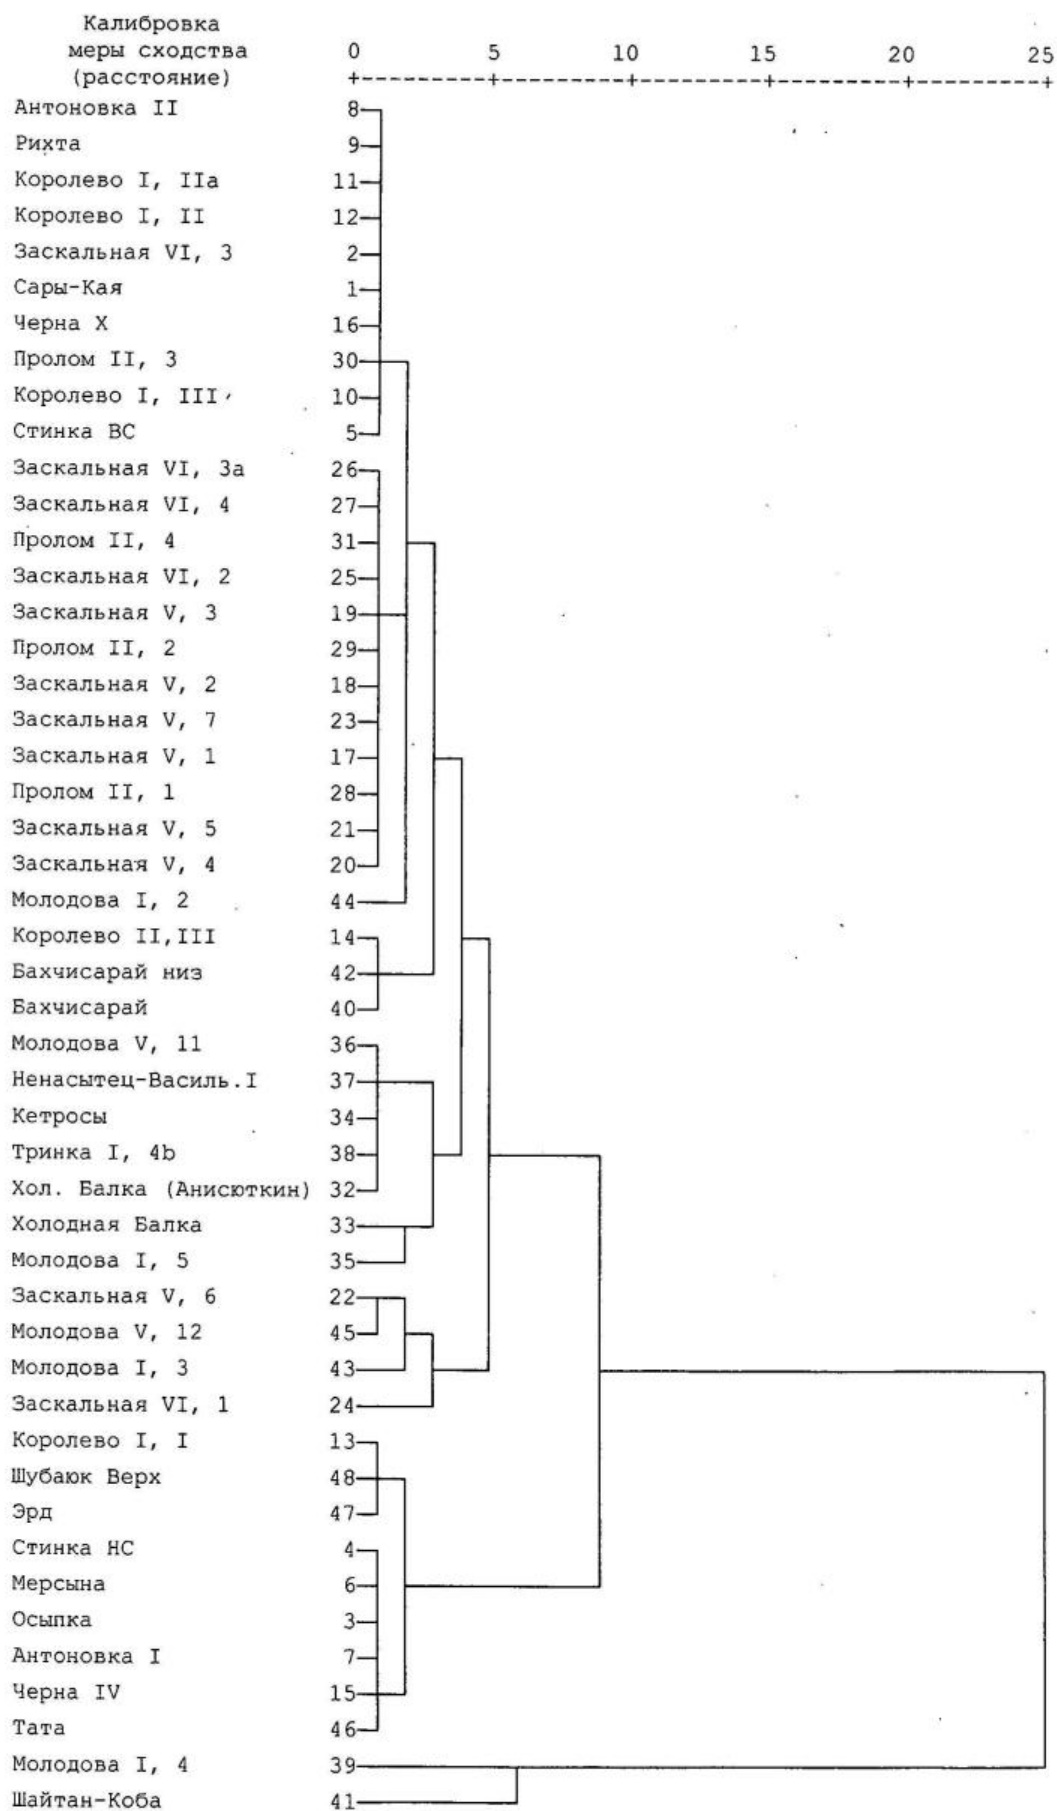 Калибровка
меры сходства 0 5 10 15 20 25
(расстояние)
Антоновка II 8
Рихта 9
Королево I, IIа 11
Королево I, II 12
Заскальная VI, 3 2
Сары-Кая 1
Черна X 16
Пролом II, 3 30
Королево I, III 10
Стинка ВС 5
Заскальная VI, 3а 26
Заскальная VI, 4 27
Пролом II, 4 31
Заскальная VI, 2 25
Заскальная V, 3 19
Пролом II, 2 29
Заскальная V, 2 18
Заскальная V, 7 23
Заскальная V, 1 17
Пролом II, 1 28
Заскальная V, 5 21
Заскальная V, 4 20
Молодова I, 2 44
Королево II,III 14
Бахчисарай низ 42
Бахчисарай 40
Молодова V, 11 36
Ненасытец-Василь.I 37
Кетросы 34
Тринка I, 4b 38
Хол. Балка (Анисюткин) 32
Холодная Балка 33
Молодова I, 5 35
Заскальная V, 6 22
Молодова V, 12 45
Молодова I, 3 43
Заскальная VI, 1 24
Королево I, I 13
Шубаюк Верх 48
Эрд 47
Стинка НС 4
Мерсына 6
Осыпка 3
Антоновка I 7
Черна IV 15
Тата 46
Молодова I, 4 39
Шайтан-Коба 41